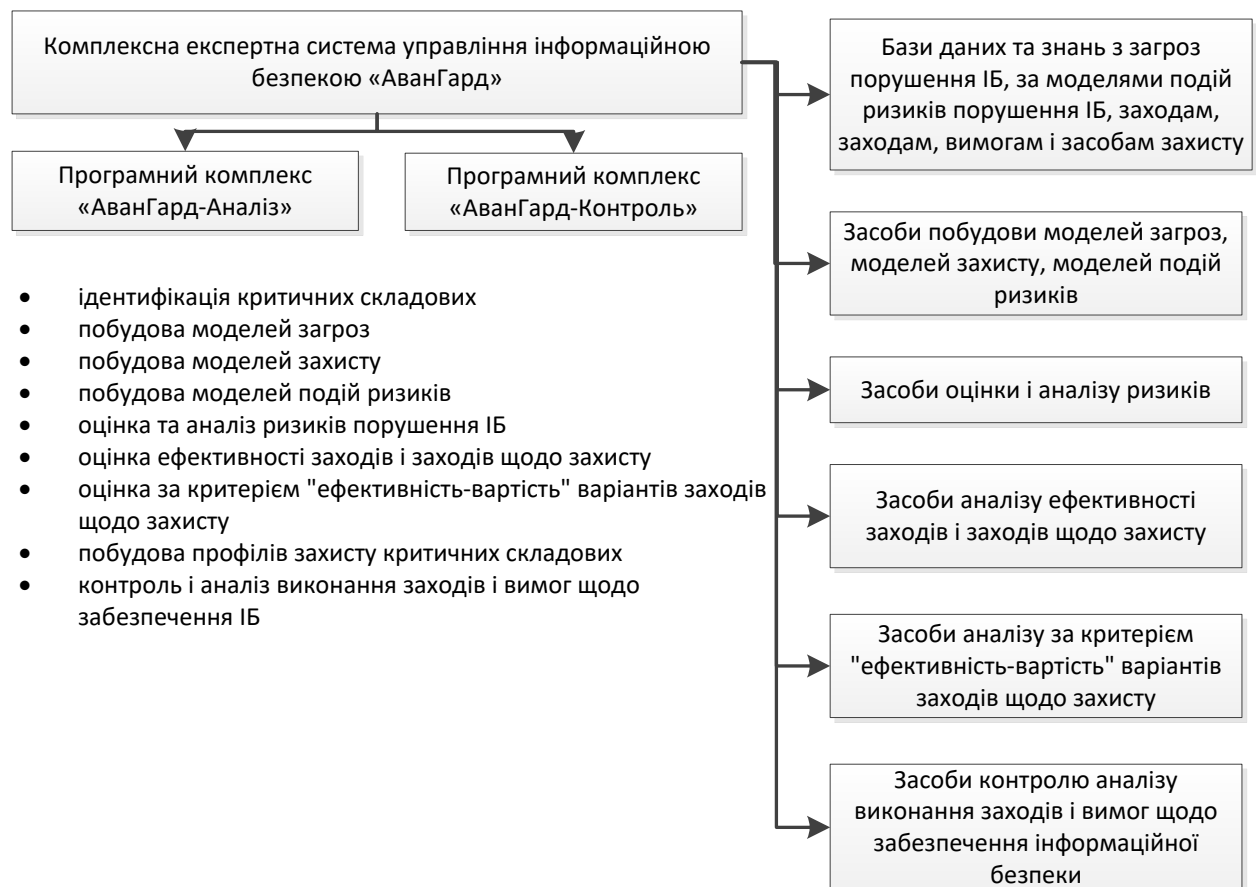 Комплексна експертна система управління інформаційною
безпекою «АванГард»
Програмний комплекс
«АванГард-Аналіз»
Програмний комплекс
«АванГард-Контроль»
• ідентифікація критичних складових
• побудова моделей загроз
• побудова моделей захисту
• побудова моделей подій ризиків
• оцінка та аналіз ризиків порушення ІБ
• оцінка ефективності заходів і заходів щодо захисту
• оцінка за критерієм "ефективність-вартість" варіантів заходів
щодо захисту
• побудова профілів захисту критичних складових
• контроль і аналіз виконання заходів і вимог щодо
забезпечення ІБ
Бази даних та знань з загроз
порушення ІБ, за моделями подій
ризиків порушення ІБ, заходам,
заходам, вимогам і засобам захисту
Засоби побудови моделей загроз,
моделей захисту, моделей подій
ризиків
Засоби оцінки і аналізу ризиків
Засоби аналізу ефективності
заходів і заходів щодо захисту
Засоби аналізу за критерієм
"ефективність-вартість" варіантів
заходів щодо захисту
Засоби контролю аналізу
виконання заходів і вимог щодо
забезпечення інформаційної
безпеки